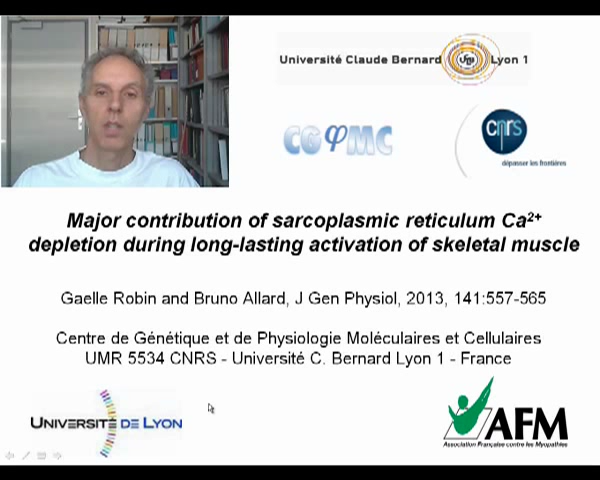 Université Claude Bernard Lyon 1
CGφMC
cnrs
dépasser les frontières
Major contribution of sarcoplasmic reticulum Ca²⁺
depletion during long-lasting activation of skeletal muscle
Gaelle Robin and Bruno Allard, J Gen Physiol, 2013, 141:557-565
Centre de Génétique et de Physiologie Moléculaires et Cellulaires
UMR 5534 CNRS - Université C. Bernard Lyon 1 - France
UNIVERSITÉ DE LYON
AFM
Association Française contre les Myopathies